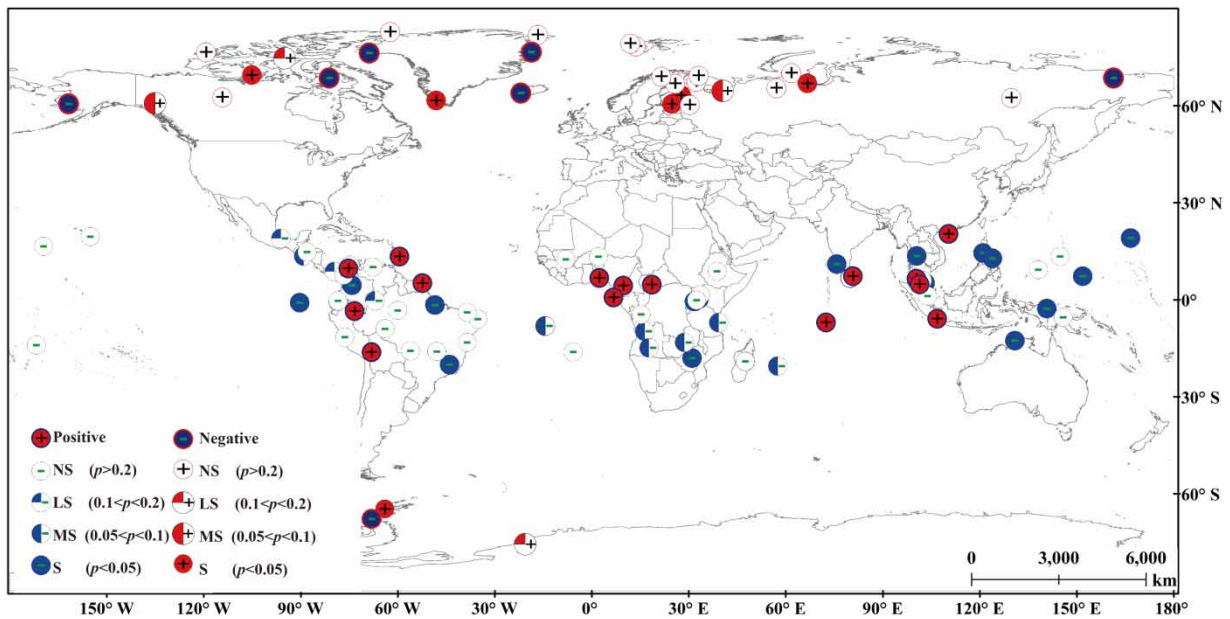 60° N
30° N
0°
30° S
60° S
Positive Negative
NS (p>0.2) NS (p>0.2)
LS (0.1<p<0.2) LS (0.1<p<0.2)
MS (0.05<p<0.1) MS (0.05<p<0.1)
S (p<0.05) S (p<0.05)
0 3,000 6,000
km
150° W 90° W 60° W 30° W 0° 30° E 60° E 90° E 120° E 150° E 180°